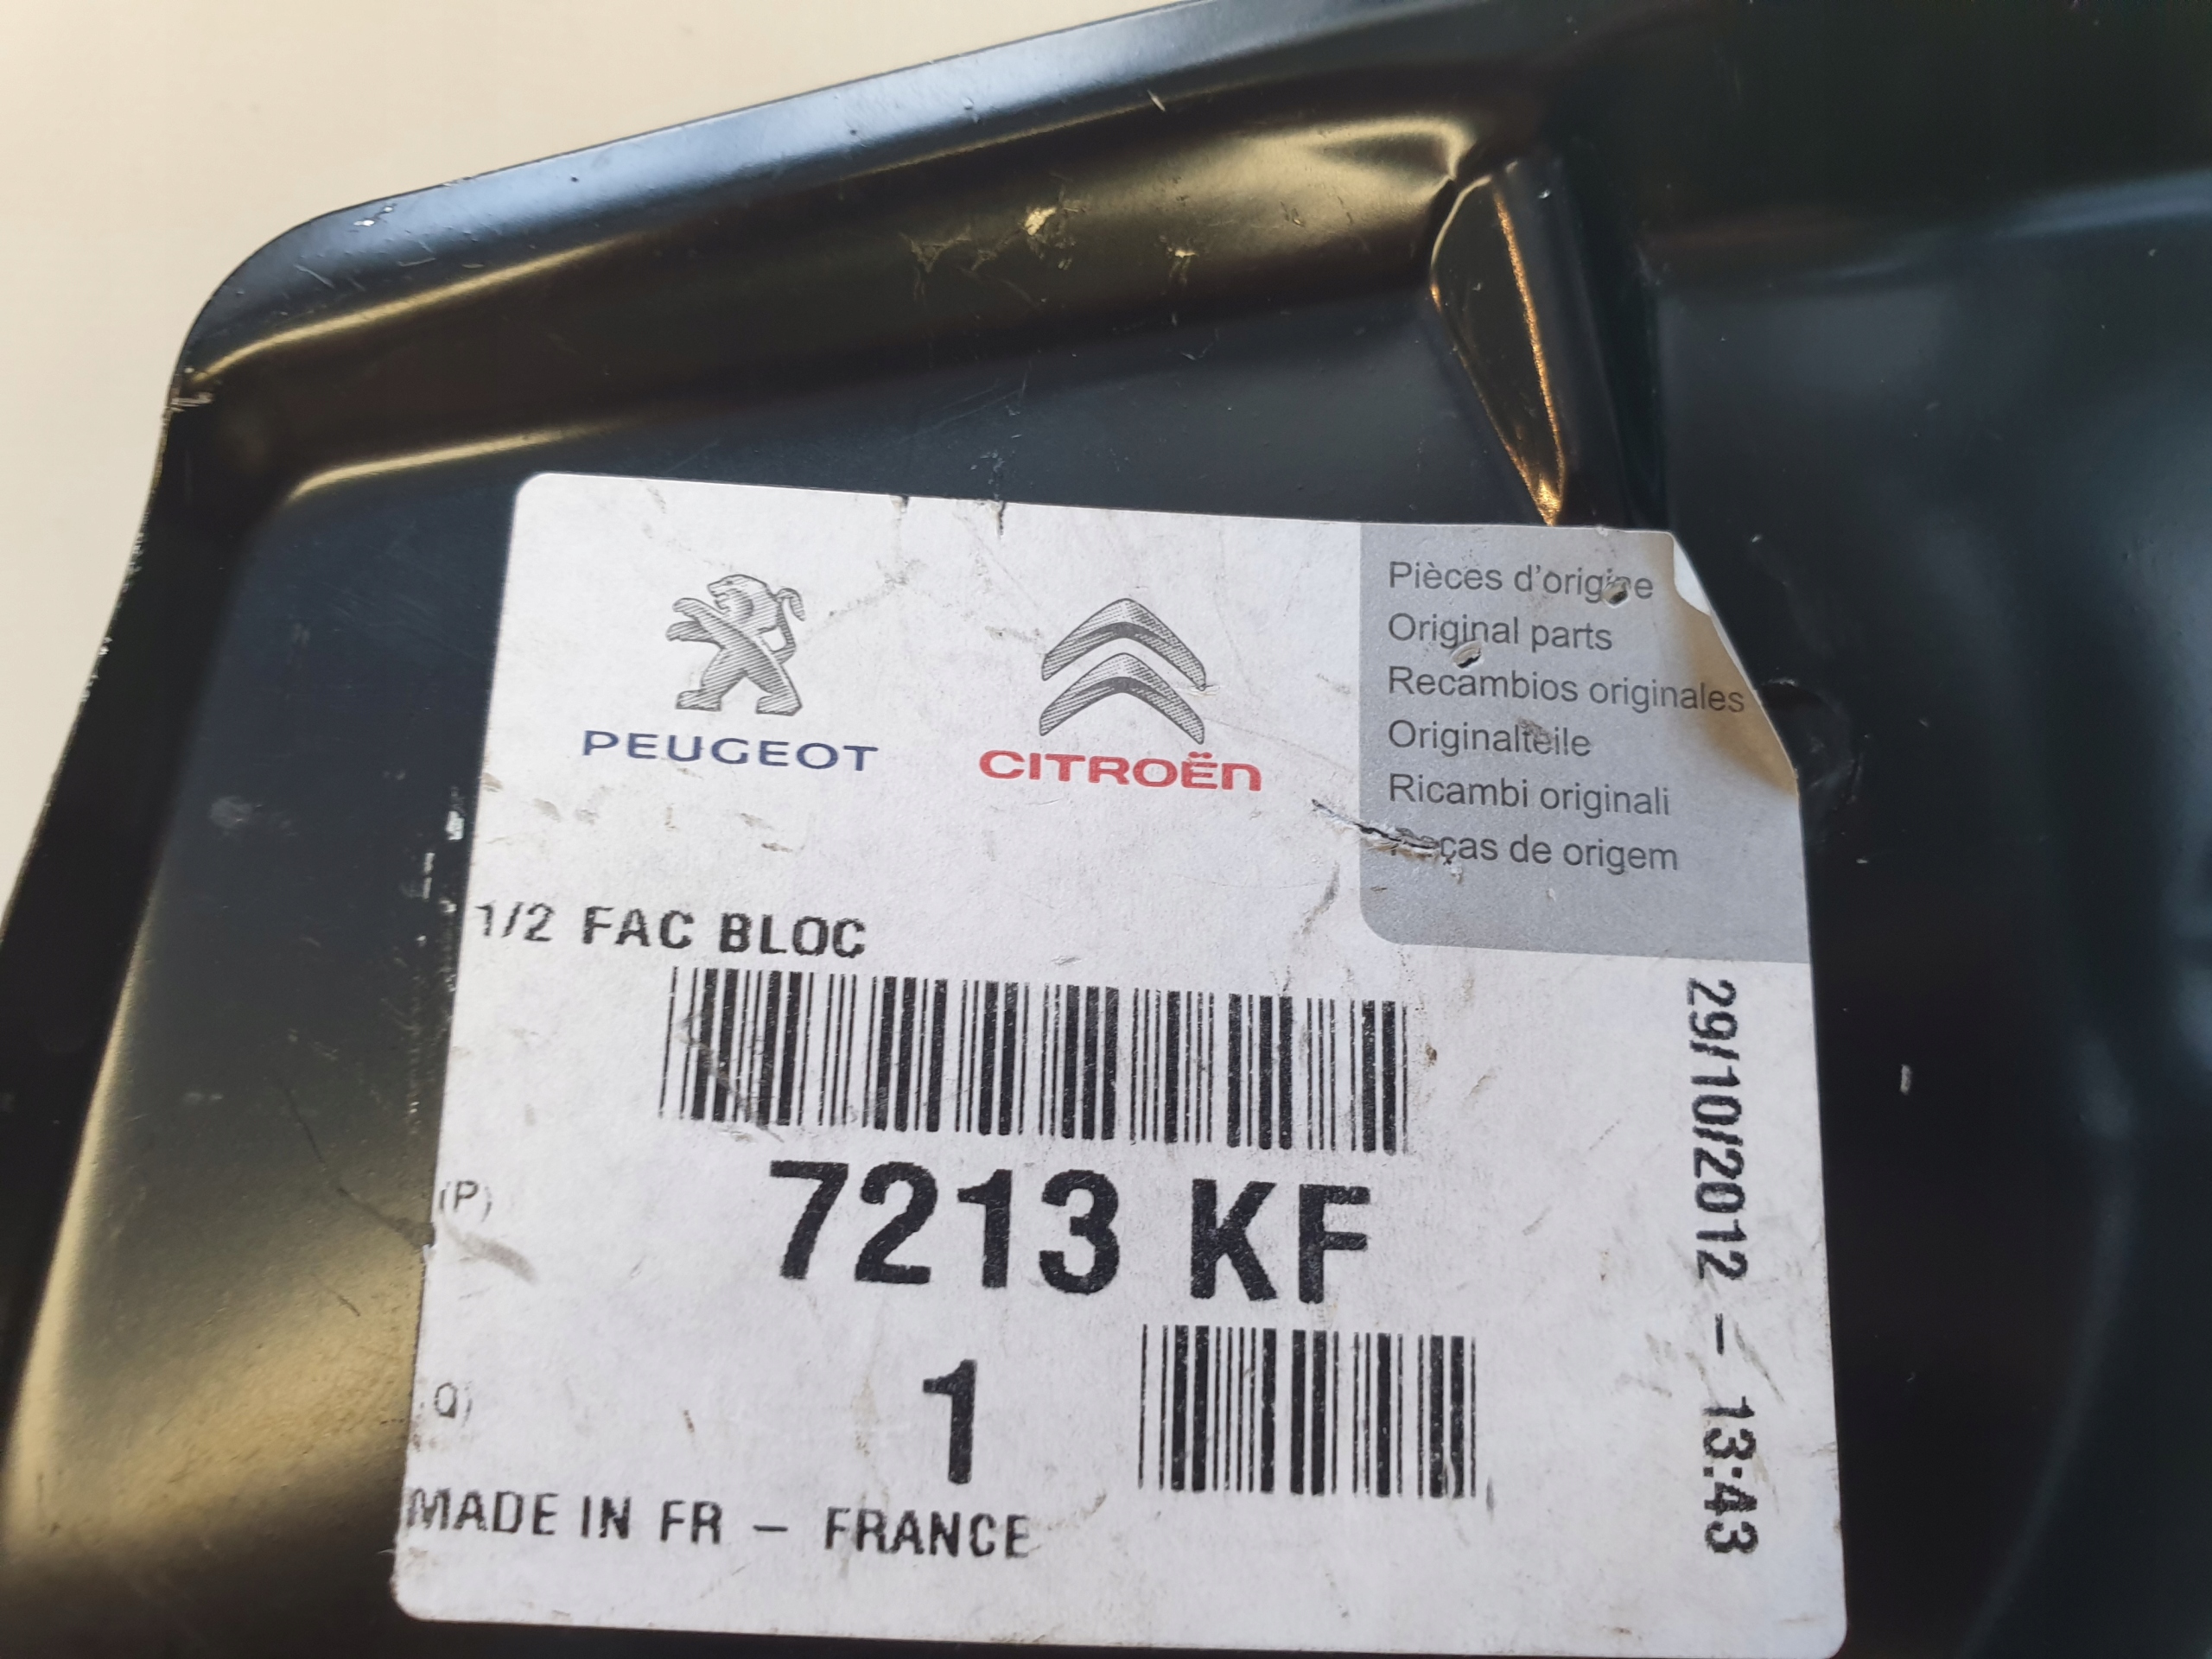 PEUGEOT
CITROËN
Pièces d'origine
Original parts
Recambios originales
Originalteile
Ricambi originali
Peças de origem
1/2 FAC BLOC
(P)
7213 KF
(Q)
1
MADE IN FR - FRANCE
29/10/2012 - 13:43